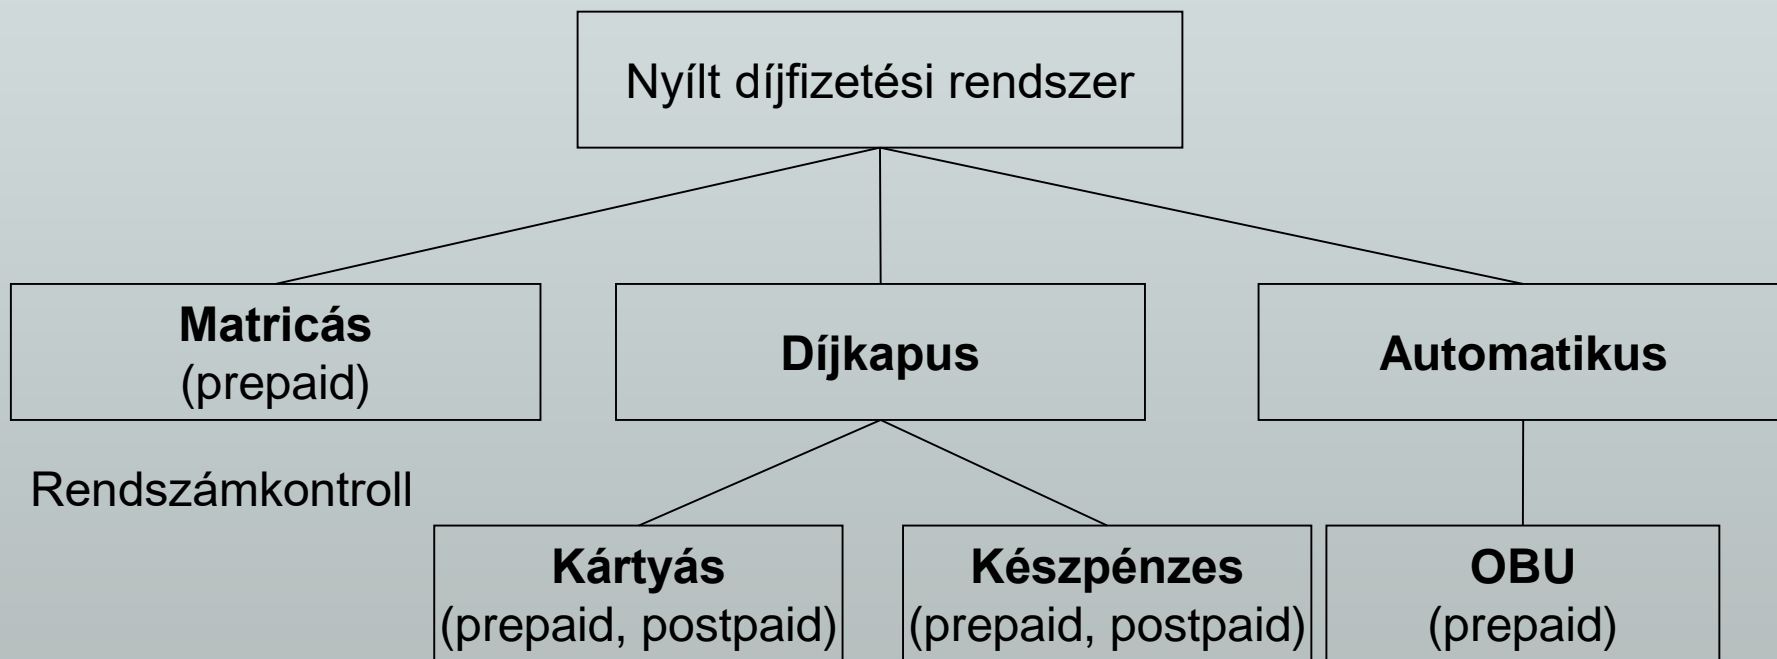 Nyílt díjfizetési rendszer
Matricás
(prepaid)
Díjkapus
Automatikus
Rendszámkontroll
Kártyás
(prepaid, postpaid)
Készpénzes
(prepaid, postpaid)
OBU
(prepaid)